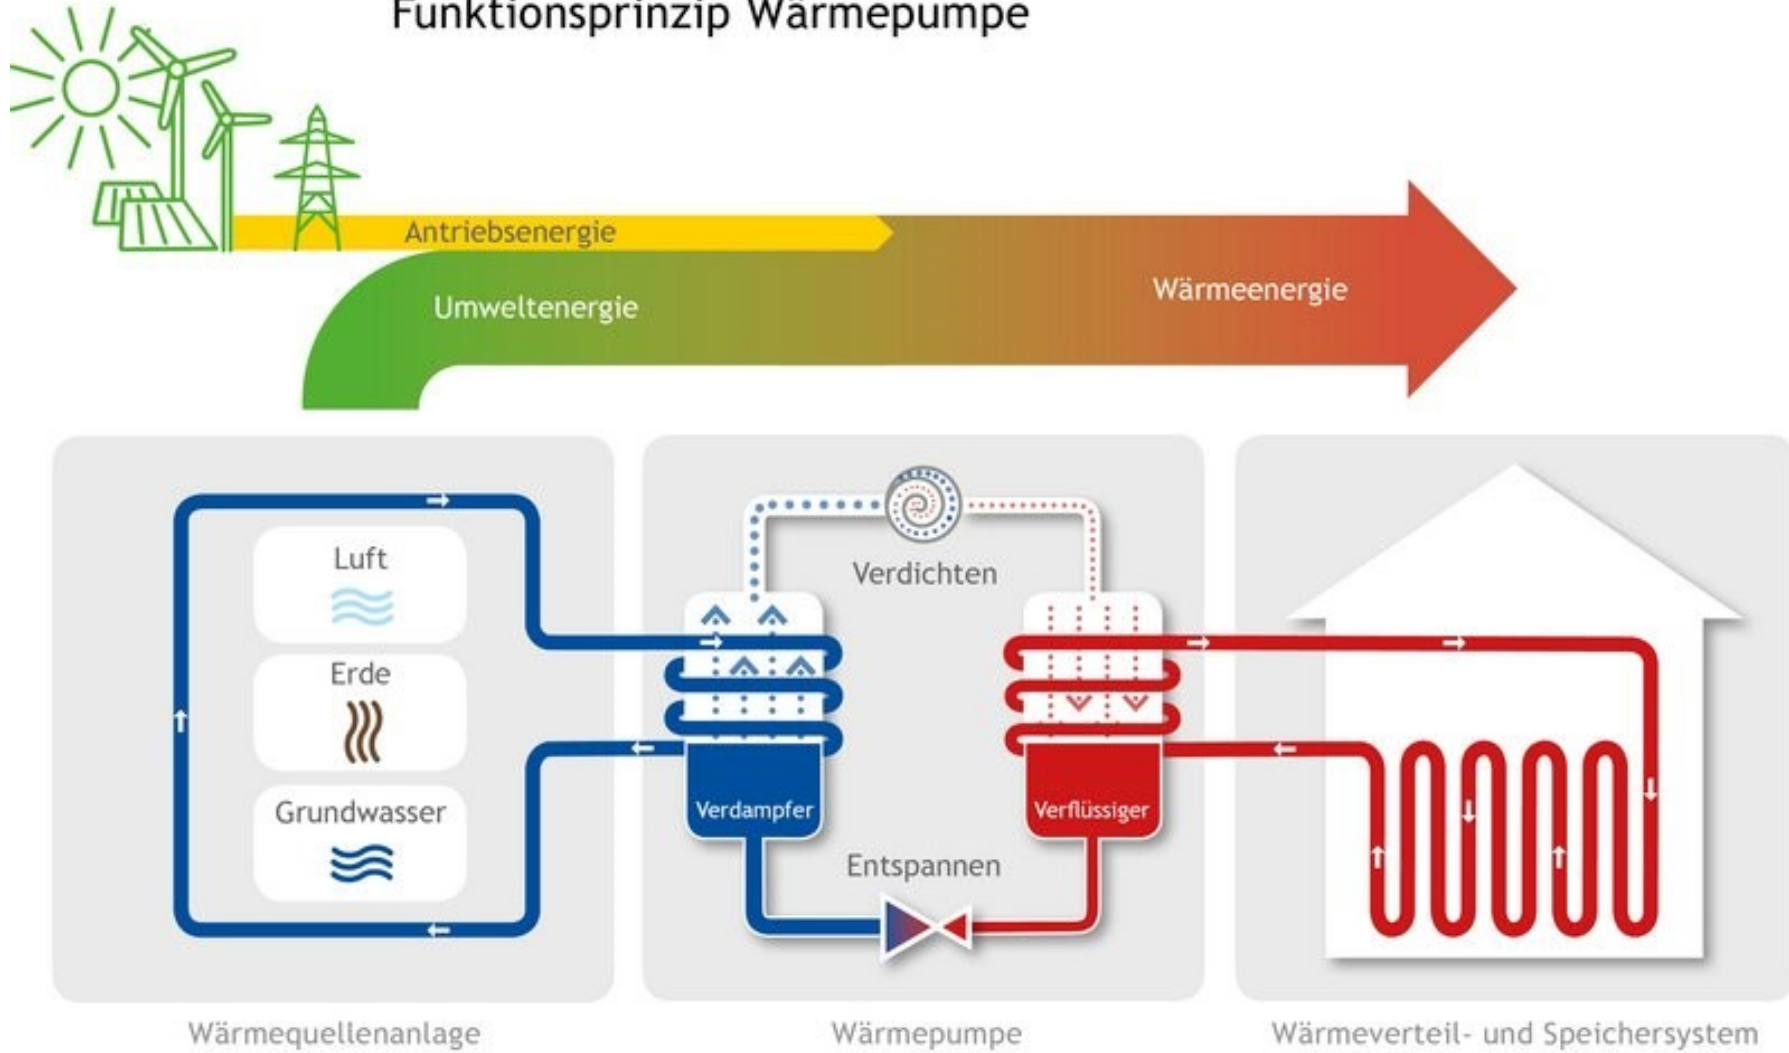 Funktionsprinzip Wärmepumpe
Antriebsenergie
Umweltenergie
Wärmeenergie
Luft
Erde
Grundwasser
Verdichten
Verdampfer
Verflüssiger
Entspannen
Wärmequellenanlage
Wärmepumpe
Wärmeverteil- und Speichersystem